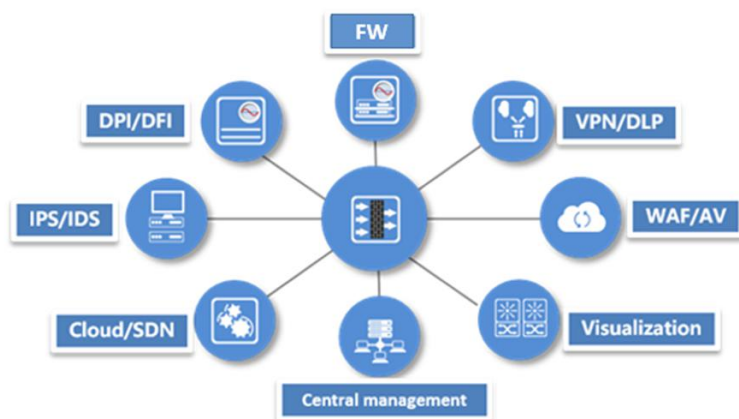 FW
DPI/DFI
VPN/DLP
IPS/IDS
WAF/AV
Cloud/SDN
Visualization
Central management